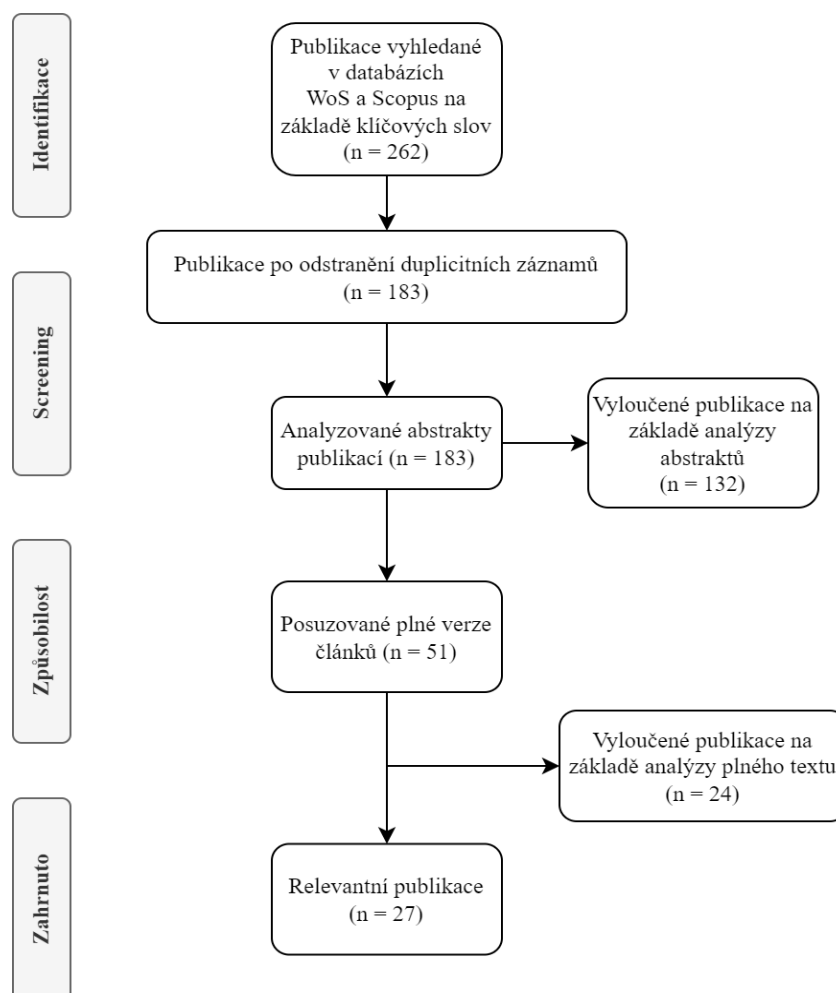 Identifikace
Publikace vyhledané
v databázích
WoS a Scopus na
základě klíčových slov
(n = 262)
Screening
Publikace po odstranění duplicitních záznamů
(n = 183)
Analyzované abstrakty
publikací (n = 183)
Vyloučené publikace na
základě analýzy
abstraktů
(n = 132)
Způsobilost
Posuzované plné verze
článků (n = 51)
Vyloučené publikace na
základě analýzy plného textu
(n = 24)
Zahrnuto
Relevantní publikace
(n = 27)